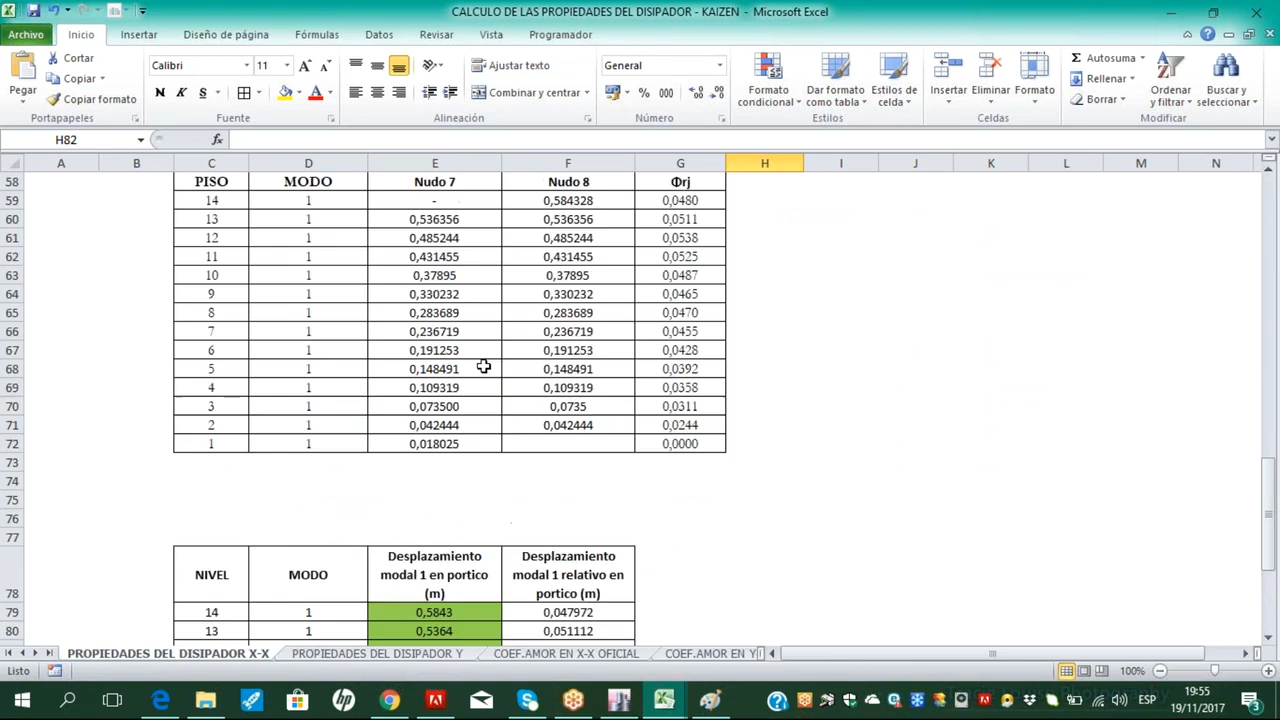 CALCULO DE LAS PROPIEDADES DEL DISIPADOR - KAIZEN - Microsoft Excel
Archivo Inicio Insertar Diseño de página Fórmulas Datos Revisar Vista Programador
Pegar
Cortar
Copiar
Copiar formato
Portapapeles
Calibri 11
N K S
Fuente
Ajustar texto
Combinar y centrar
Alineación
General
% 000
Número
Formato condicional
Dar formato como tabla
Estilos de celda
Estilos
Insertar Eliminar Formato
Celdas
Autosuma
Rellenar
Borrar
Ordenar y filtrar
Buscar y seleccionar
Modificar
H82 fx
A B C D E F G H I J K L M N
58 PISO MODO Nudo 7 Nudo 8 Φrj
59 14 1 - 0,584328 0,0480
60 13 1 0,536356 0,536356 0,0511
61 12 1 0,485244 0,485244 0,0538
62 11 1 0,431455 0,431455 0,0525
63 10 1 0,37895 0,37895 0,0487
64 9 1 0,330232 0,330232 0,0465
65 8 1 0,283689 0,283689 0,0470
66 7 1 0,236719 0,236719 0,0455
67 6 1 0,191253 0,191253 0,0428
68 5 1 0,148491 0,148491 0,0392
69 4 1 0,109319 0,109319 0,0358
70 3 1 0,073500 0,0735 0,0311
71 2 1 0,042444 0,042444 0,0244
72 1 1 0,018025 0,0000
73
74
75
76
77
78 NIVEL MODO Desplazamiento modal 1 en portico (m) Desplazamiento modal 1 relativo en portico (m)
79 14 1 0,5843 0,047972
80 13 1 0,5364 0,051112
PROPIEDADES DEL DISIPADOR X-X PROPIEDADES DEL DISIPADOR Y COEF.AMOR EN X-X OFICIAL COEF.AMOR EN Y
Listo 100%
ESP 19:55
19/11/2017